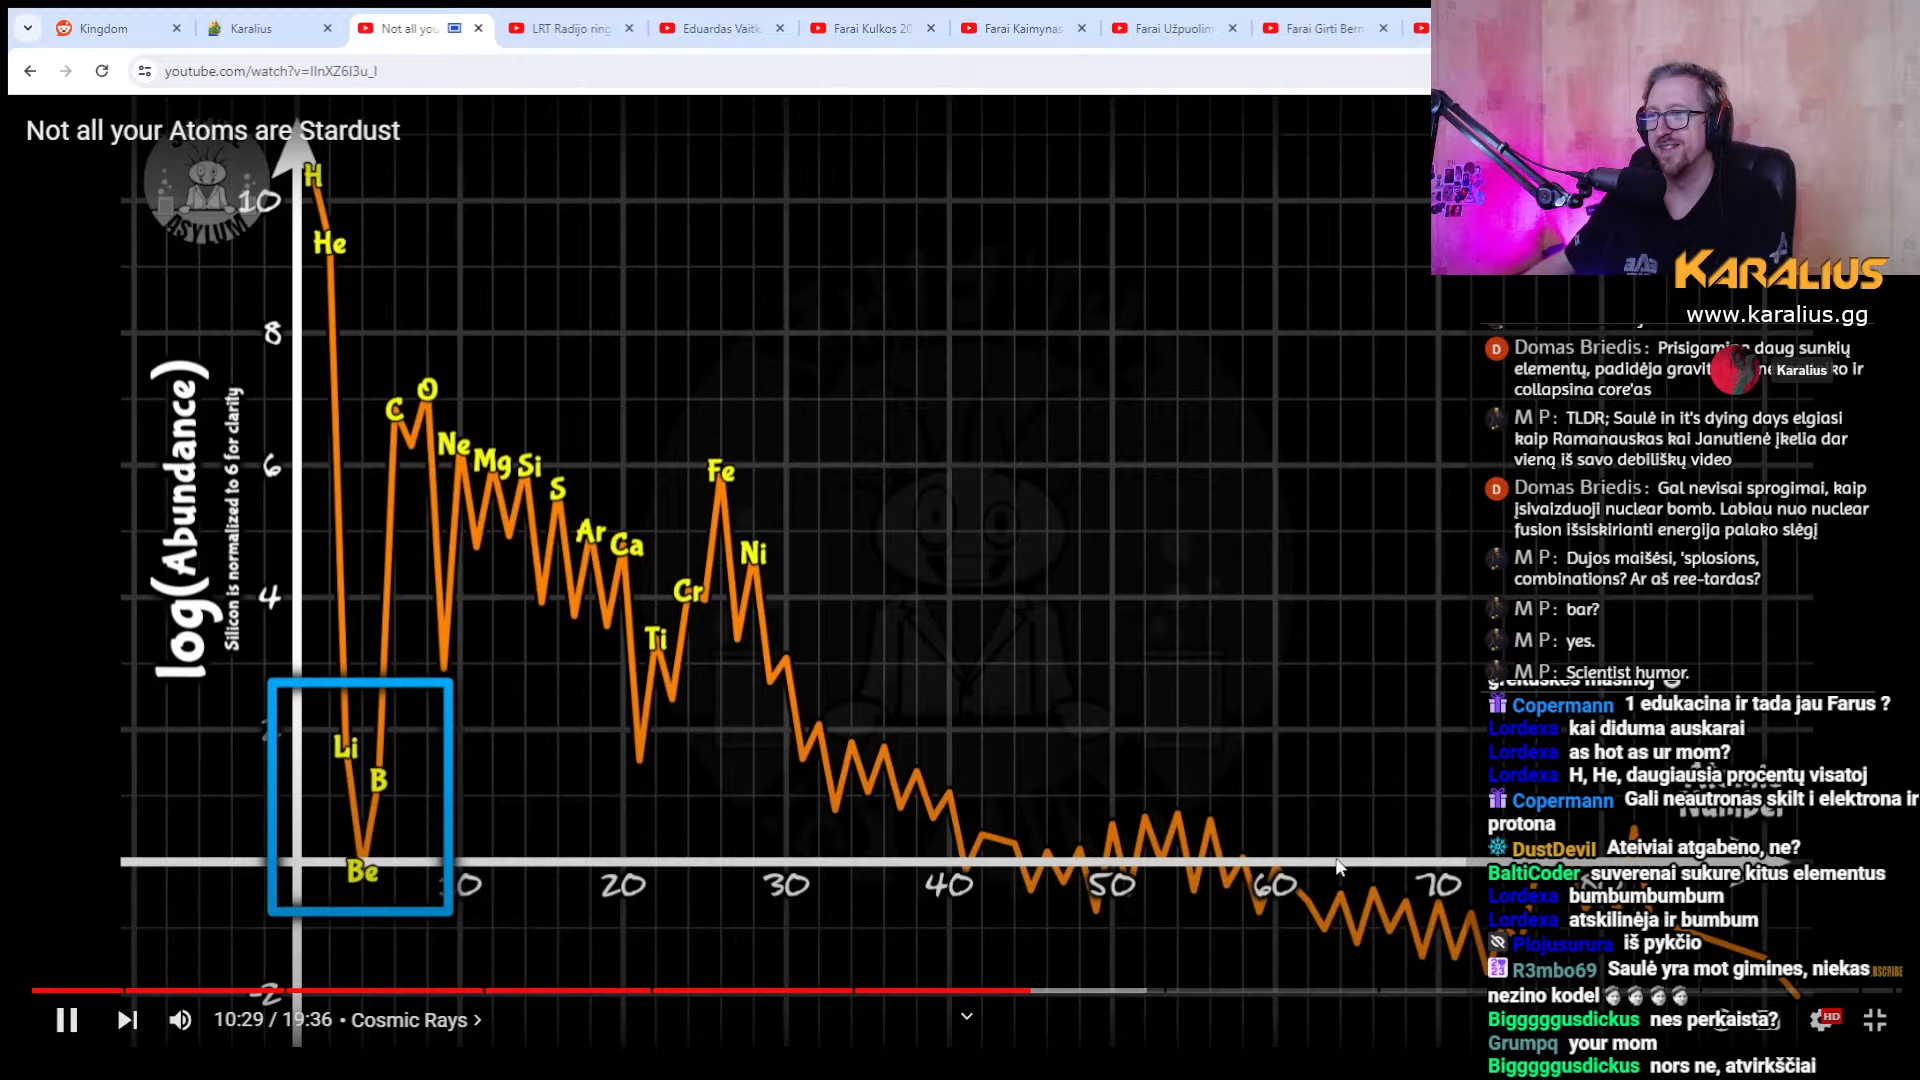 Kingdom
Karalius
Not all you
LRT Radijo ring
Eduardas Vaitk
Farai Kulkos 20
Farai Kaimynas
Farai Užpuolim
Farai Girti Bern
youtube.com/watch?v=IInXZ6I3u_I
Not all your Atoms are Stardust
ASYLUM
log(Abundance)
Silicon is normalized to 6 for clarity
10
8
6
4
-2
H
He
Li
Be
B
C
O
Ne
Mg
Si
S
Ar
Ca
Ti
Cr
Fe
Ni
20
30
40
50
60
70
10:29 / 19:36 • Cosmic Rays >
HD
KARALIUS
www.karalius.gg
Domas Briedis: daug sunkių
elementų, padidėja ir
collapsina core'as
Karalius
M P: TLDR; Saulė in it's dying days elgiasi
kaip Ramanauskas kai Janutienė įkelia dar
vieną iš savo debiliškų video
Domas Briedis: Gal nevisai sprogimai, kaip
įsivaizduoji nuclear bomb. Labiau nuo nuclear
fusion išsiskirianti energija palako slėgį
M P: Dujos maišėsi, 'splosions,
combinations? Ar aš ree-tardas?
M P: bar?
M P: yes.
M P: Scientist humor.
Copermann 1 edukacina ir tada jau Farus ?
Lordexa kai diduma auskarai
Lordexa as hot as ur mom?
Lordexa H, He, daugiausia procentų visatoj
Copermann Gali neautronas skilt i elektrona ir
protona
DustDevil Ateiviai atgabėno, ne?
BaltiCoder suverenai sukure kitus elementus
Lordexa bumbumbumbum
Lordexa atskilinėja ir bumbum
Plojusurura iš pykčio
R3mbo69 Saulė yra mot gimines, niekas
nezino kodel
Bigggggusdickus nes perkaista?
Grumpq your mom
Bigggggusdickus nors ne, atvirkščiai